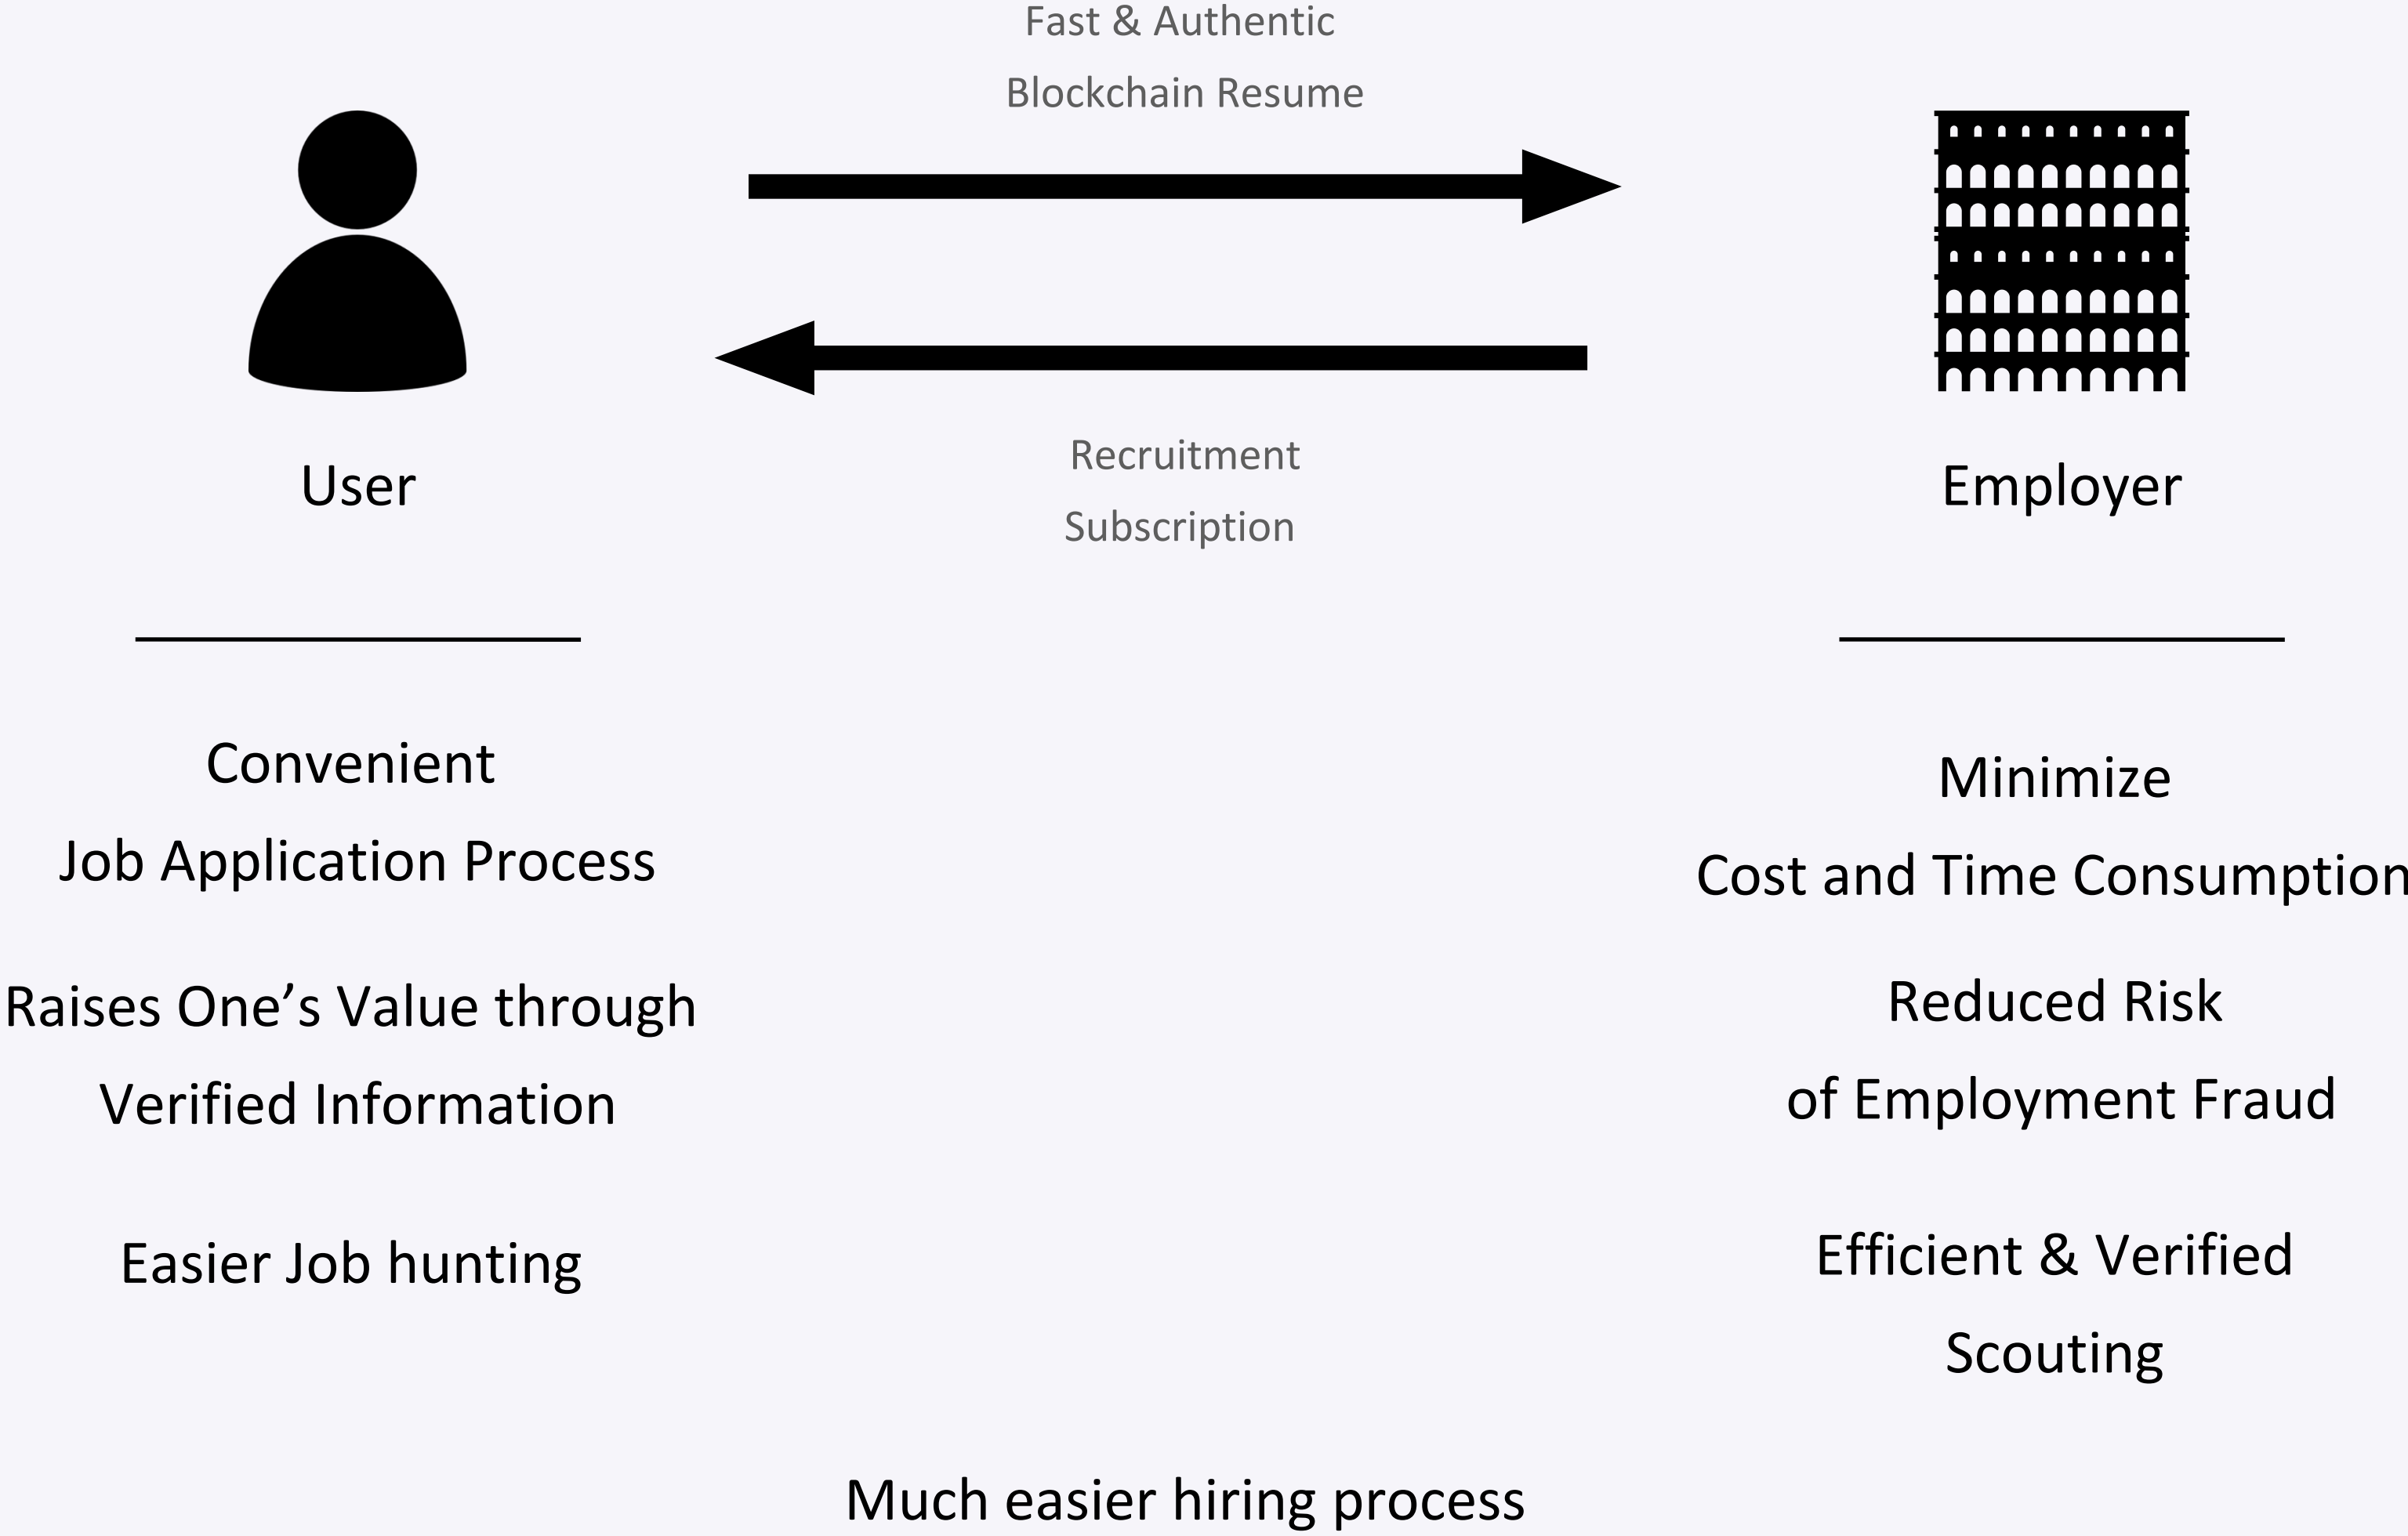 Fast & Authentic
Blockchain Resume
Recruitment
Subscription
User
Employer
Convenient
Job Application Process
Raises One’s Value through
Verified Information
Easier Job hunting
Minimize
Cost and Time Consumption
Reduced Risk
of Employment Fraud
Efficient & Verified
Scouting
Much easier hiring process